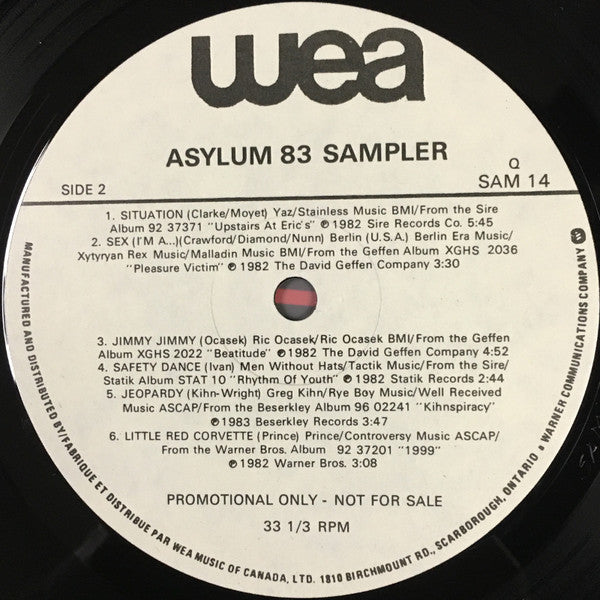 wea
ASYLUM 83 SAMPLER
SIDE 2
Q
SAM 14
1. SITUATION (Clarke/Moyet) Yaz/Stainless Music BMI/From the Sire
Album 92 37371 "Upstairs At Eric's" ℗ 1982 Sire Records Co. 5:45
2. SEX (I'M A...)(Crawford/Diamond/Nunn) Berlin (U.S.A.) Berlin Era Music/
Xytyryan Rex Music/Malladin Music BMI/From the Geffen Album XGHS 2036
"Pleasure Victim" ℗ 1982 The David Geffen Company 3:30
3. JIMMY JIMMY (Ocasek) Ric Ocasek/Ric Ocasek BMI/From the Geffen
Album XGHS 2022 "Beatitude" ℗ 1982 The David Geffen Company 4:52
4. SAFETY DANCE (Ivan) Men Without Hats/Tactik Music/From the Sire/
Statik Album STAT 10 "Rhythm Of Youth" ℗ 1982 Statik Records 2:44
5. JEOPARDY (Kihn-Wright) Greg Kihn/Rye Boy Music/Well Received
Music ASCAP/From the Beserkley Album 96 02241 "Kihnspiracy"
℗ 1983 Beserkley Records 3:47
6. LITTLE RED CORVETTE (Prince) Prince/Controversy Music ASCAP/
From the Warner Bros. Album 92 37201 "1999"
℗ 1982 Warner Bros. 3:08
PROMOTIONAL ONLY - NOT FOR SALE
33 1/3 RPM
MANUFACTURED AND DISTRIBUTED BY/FABRIQUE ET DISTRIBUE PAR WEA MUSIC OF CANADA, LTD. 1810 BIRCHMOUNT RD., SCARBOROUGH, ONTARIO a WARNER COMMUNICATIONS COMPANY